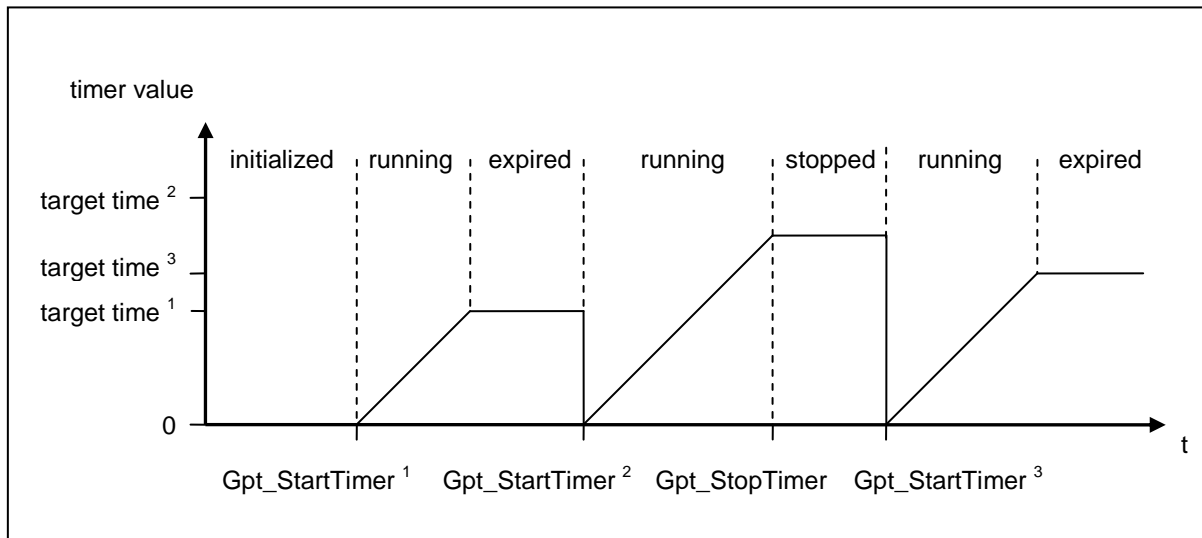 timer value
initialized running expired running stopped running expired
target time ²
target time ³
target time ¹
0
t
Gpt_StartTimer ¹ Gpt_StartTimer ² Gpt_StopTimer Gpt_StartTimer ³